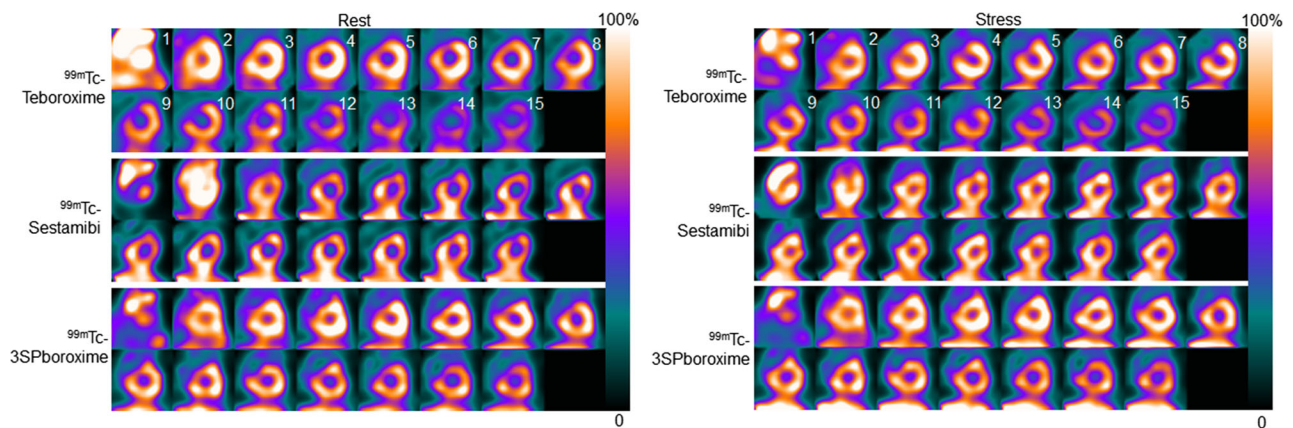 Rest
100%
1 2 3 4 5 6 7 8
99mTc-
Teboroxime
9 10 11 12 13 14 15
99mTc-
Sestamibi
99mTc-
3SPboroxime
0
Stress
100%
1 2 3 4 5 6 7 8
99mTc-
Teboroxime
9 10 11 12 13 14 15
99mTc-
Sestamibi
99mTc-
3SPboroxime
0